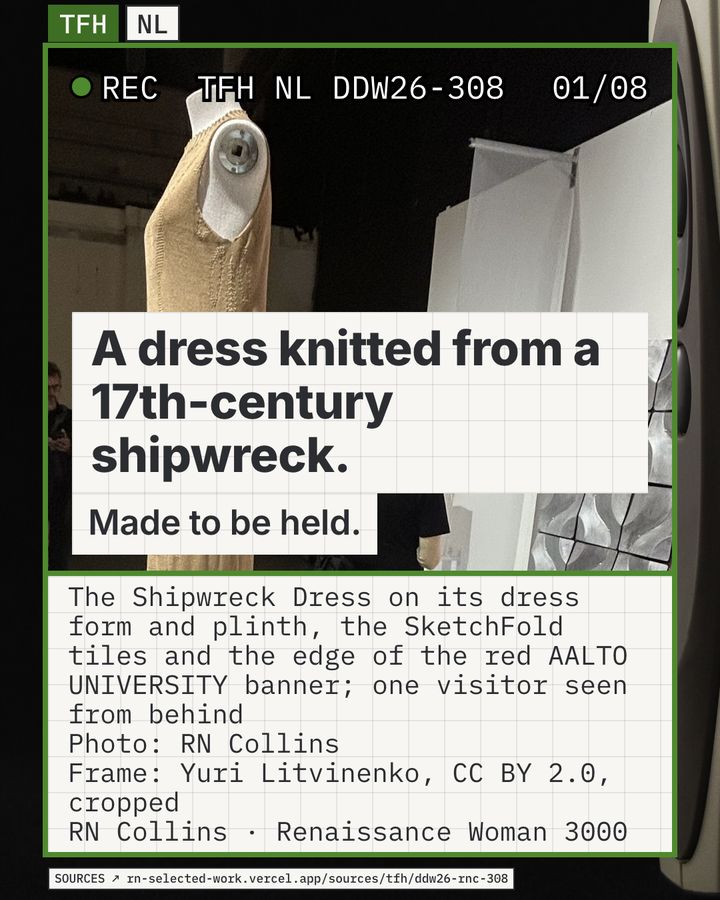 TFH NL
REC TFH NL DDW26-308 01/08
A dress knitted from a
17th-century
shipwreck.
Made to be held.
The Shipwreck Dress on its dress
form and plinth, the SketchFold
tiles and the edge of the red AALTO
UNIVERSITY banner; one visitor seen
from behind
Photo: RN Collins
Frame: Yuri Litvinenko, CC BY 2.0,
cropped
RN Collins · Renaissance Woman 3000
SOURCES ↗ rn-selected-work.vercel.app/sources/tfh/ddw26-rnc-308